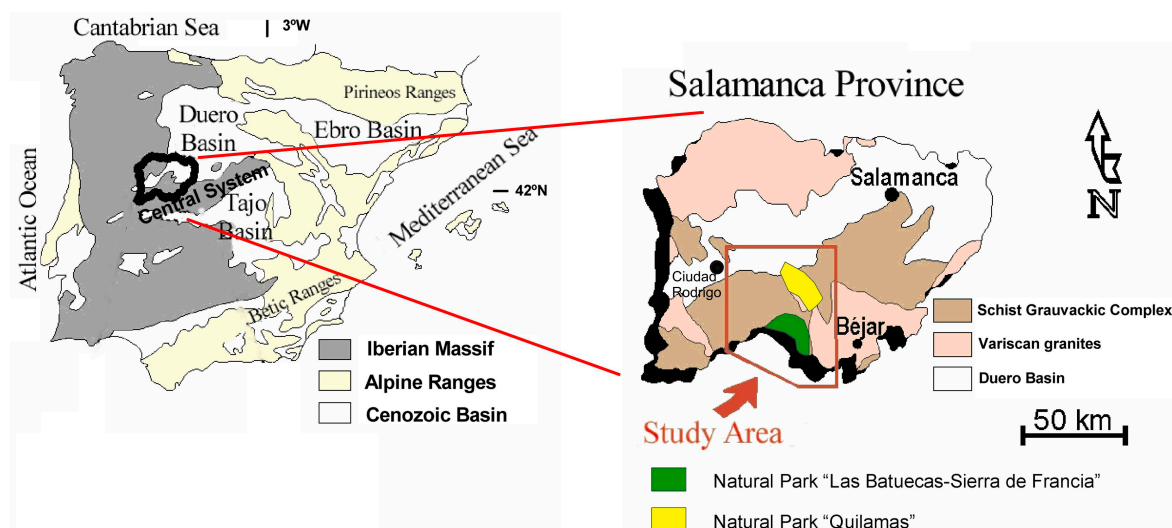 Cantabrian Sea
3ºW
Pirineos Ranges
Duero
Basin
Ebro Basin
Atlantic Ocean
Central System
Tajo
Basin
Mediterranean Sea
42ºN
Betic Ranges
Iberian Massif
Alpine Ranges
Cenozoic Basin
Salamanca Province
N
Salamanca
Ciudad
Rodrigo
Béjar
Schist Grauvackic Complex
Variscan granites
Duero Basin
50 km
Study Area
Natural Park “Las Batuecas-Sierra de Francia”
Natural Park “Quilamas”